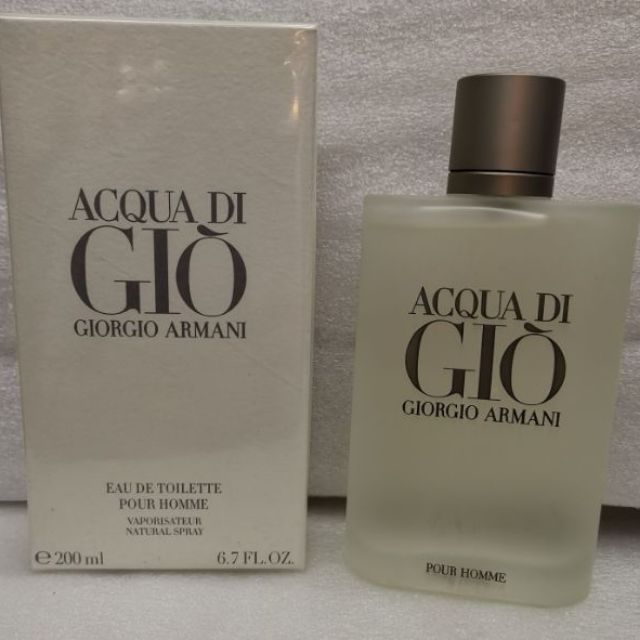 ACQUA DI
GIÒ
GIORGIO ARMANI
EAU DE TOILETTE
POUR HOMME
VAPORISATEUR
NATURAL SPRAY
e 200 ml 6.7 FL.OZ.
ACQUA DI
GIÒ
GIORGIO ARMANI
POUR HOMME